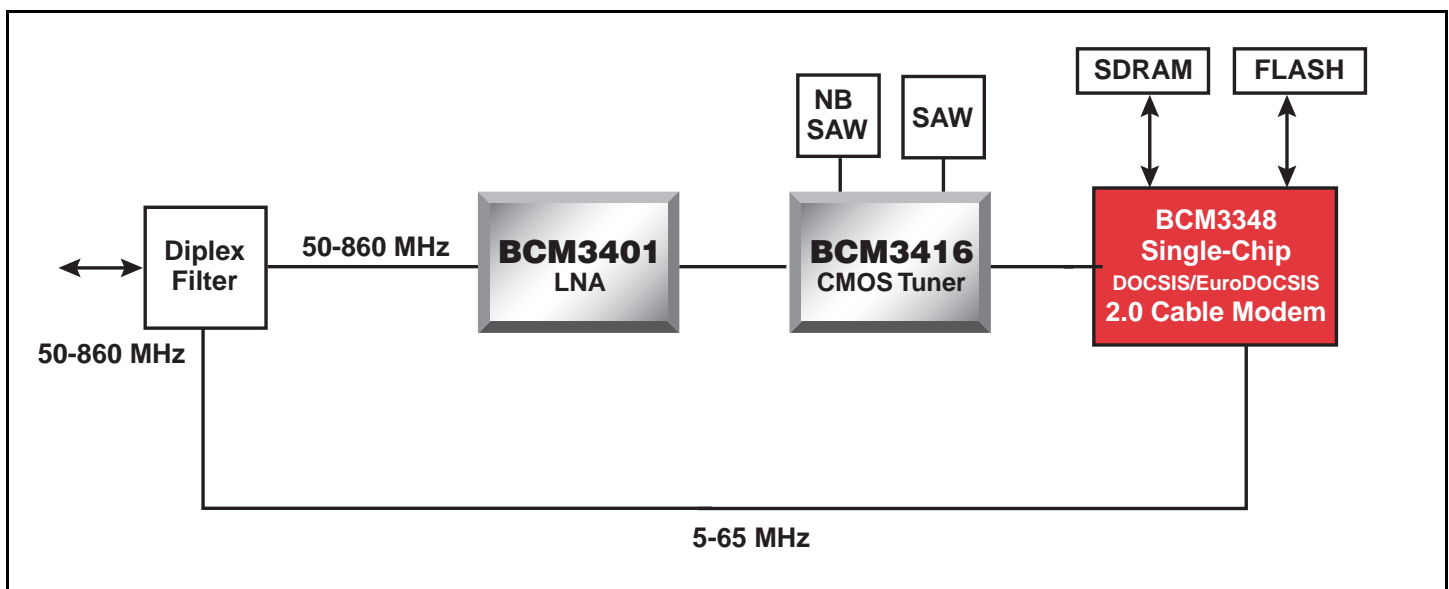 SDRAM
FLASH
NB
SAW
SAW
Diplex
Filter
50-860 MHz
BCM3401
LNA
BCM3416
CMOS Tuner
BCM3348
Single-Chip
DOCSIS/EuroDOCSIS
2.0 Cable Modem
50-860 MHz
5-65 MHz